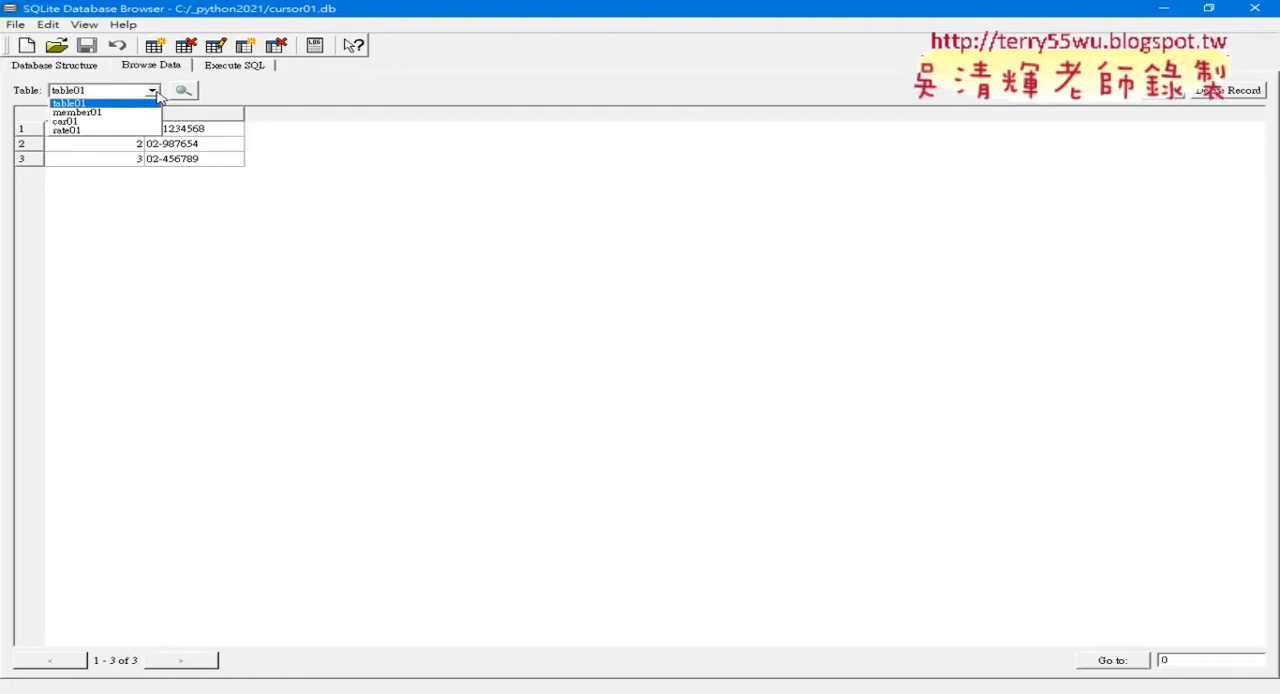 SQLite Database Browser - C:/_python2021/cursor01.db
File Edit View Help
http://terry55wu.blogspot.tw
吳清輝老師錄製
Database Structure Browse Data Execute SQL
Table: table01
Record
table01
member01
car01
rate01
1 1234568
2 2 02-987654
3 3 02-456789
< 1 - 3 of 3 > Go to: 0